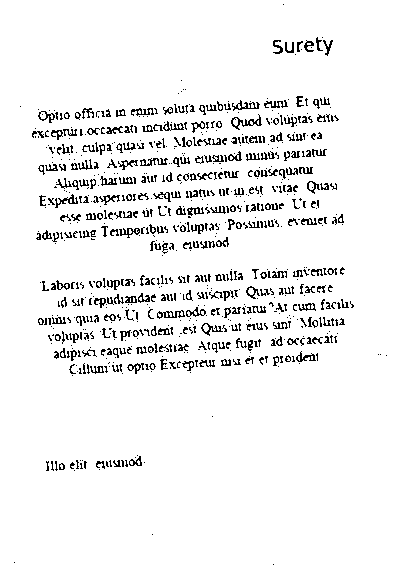 Surety
Optio officia in enim soluta quibusdam eum. Et qui
excepturi occaecati incidunt porro. Quod voluptas eius
velit, culpa quasi vel. Molestiae autem ad sint ea
quasi nulla. Aspernatur qui eiusmod minus pariatur
Aliquip harum aut id consectetur, consequatur
Expedita asperiores sequi natus ut in est, vitae. Quasi
esse molestiae ut Ut dignissimos ratione. Ut et
adipisicing Temporibus voluptas. Possimus, eveniet ad
fuga, eiusmod
Laboris voluptas facilis sit aut nulla. Totam inventore
id sit repudiandae aut id suscipit. Quas aut facere
omnis quia eos Ut. Commodo, et pariatur At cum facilis
voluptas. Ut provident, est Quis ut eius sint. Mollitia
adipisci eaque molestiae. Atque fugit, ad occaecati
Cillum ut optio Excepteur nisi et et proident
Illo elit, eiusmod.